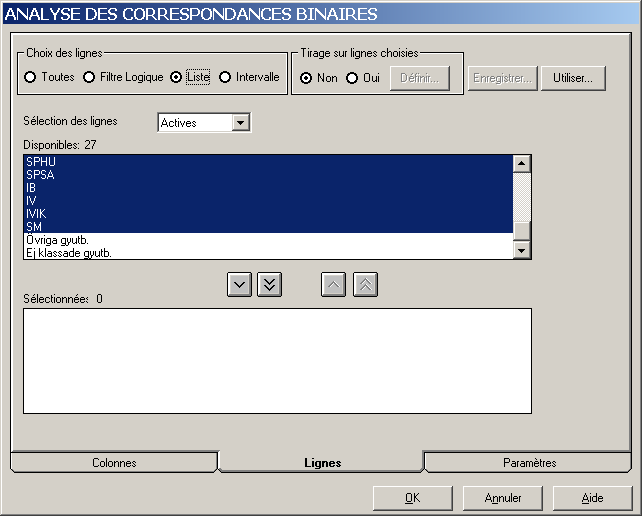 ANALYSE DES CORRESPONDANCES BINAIRES
Choix des lignes
Toutes Filtre Logique Liste Intervalle
Tirage sur lignes choisies
Non Oui Définir... Enregistrer... Utiliser...
Sélection des lignes Actives
Disponibles: 27
SPHU
SPSA
IB
IV
IVIK
SM
Övriga gyutb.
Ej klassade gyutb.
Sélectionnées 0
Colonnes Lignes Paramètres
OK Annuler Aide